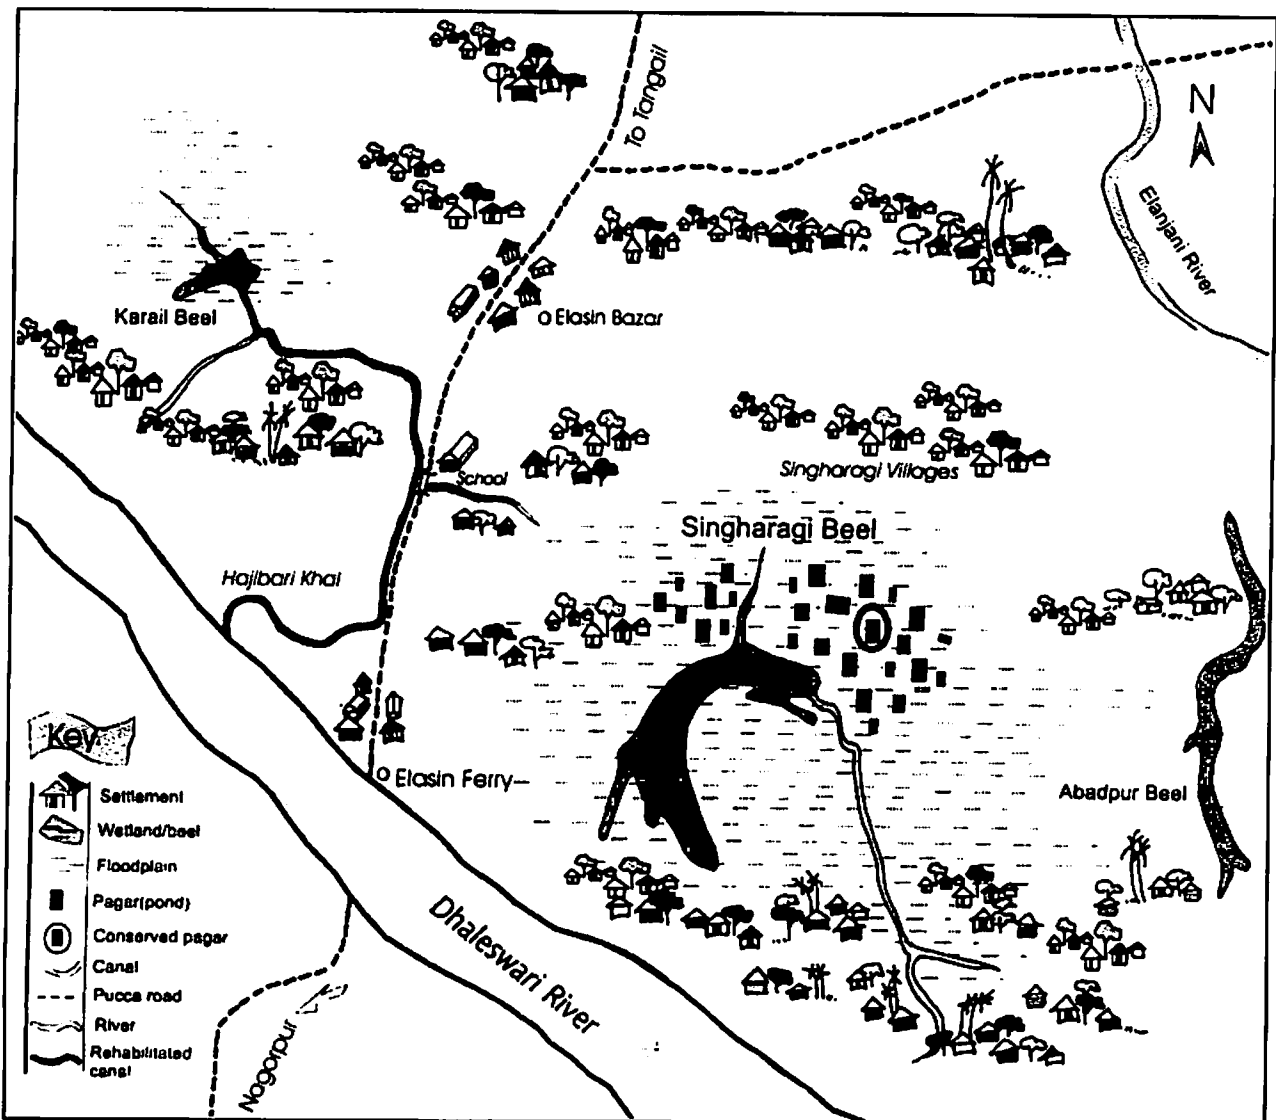 To Tangail
N
Elanjani River
Karail Beel
Elasin Bazar
School
Singharagi Villages
Singharagi Beel
Hajibari Khal
Elasin Ferry
Abadpur Beel
Dhaleswari River
Nagorpur
Key
Settlement
Wetland/beel
Floodplain
Pagar(pond)
Conserved pagar
Canal
Pucca road
River
Rehabilitated
canal